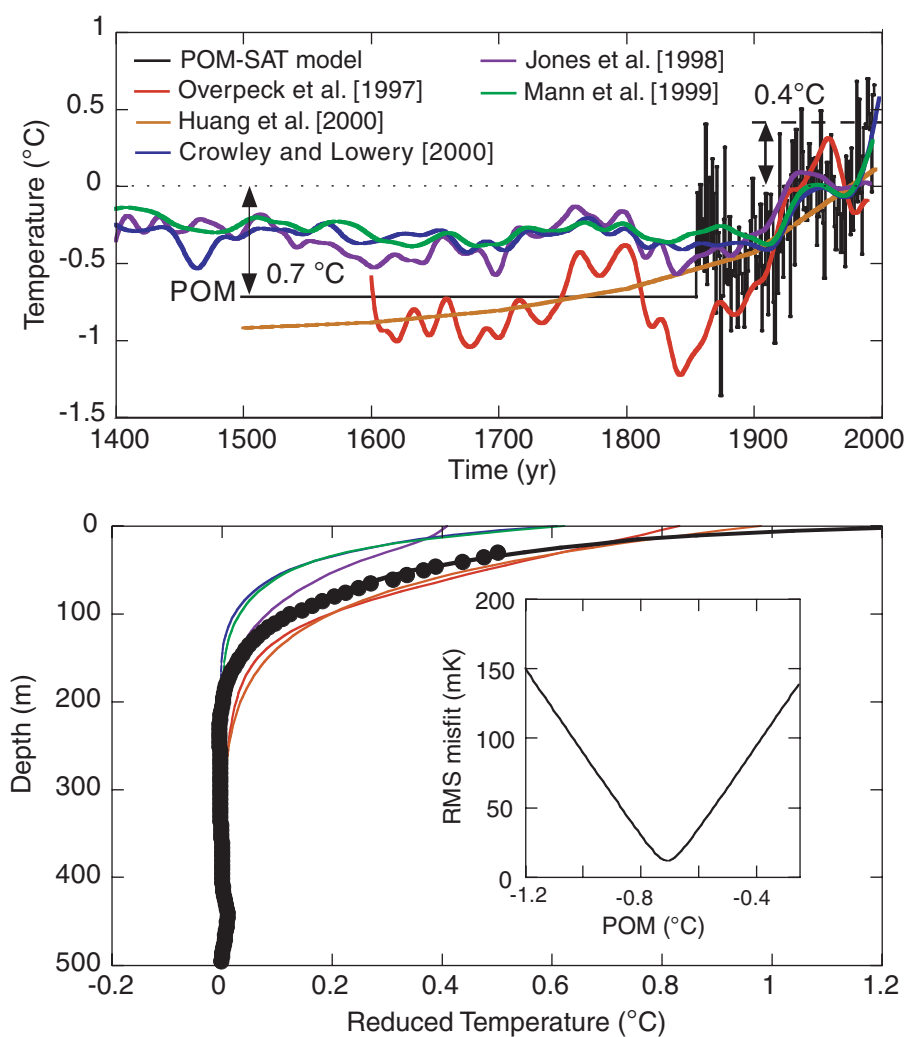 1
0.5
0
-0.5
-1
-1.5
Temperature (°C)
POM-SAT model
Overpeck et al. [1997]
Huang et al. [2000]
Crowley and Lowery [2000]
Jones et al. [1998]
Mann et al. [1999]
0.4°C
0.7 °C
POM
1400 1500 1600 1700 1800 1900 2000
Time (yr)
0
100
200
300
400
500
Depth (m)
-0.2 0 0.2 0.4 0.6 0.8 1 1.2
Reduced Temperature (°C)
200
150
100
50
0
RMS misfit (mK)
-1.2 -0.8 -0.4
POM (°C)